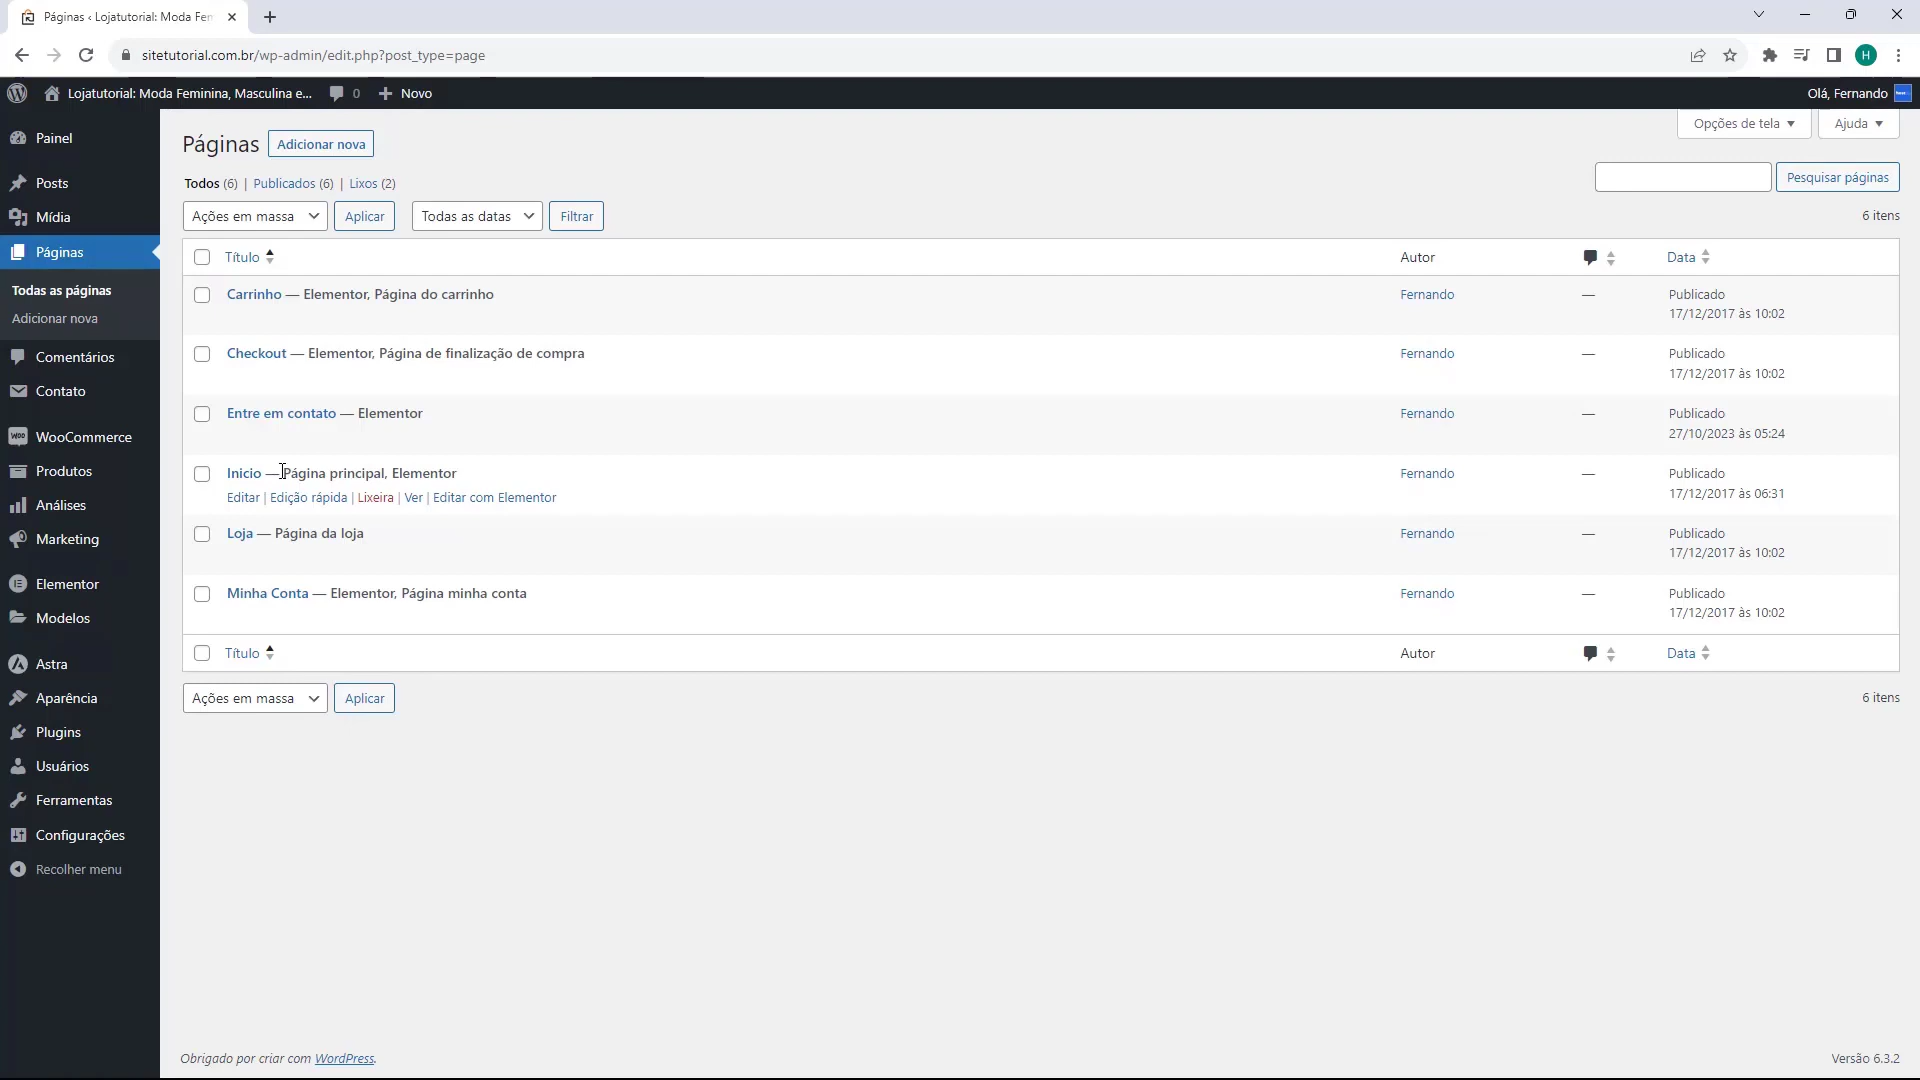 Páginas ‹ Lojatutorial: Moda Fem
sitetutorial.com.br/wp-admin/edit.php?post_type=page
H
Lojatutorial: Moda Feminina, Masculina e... 0 Novo
Olá, Fernando
Painel
Posts
Mídia
Páginas
Todas as páginas
Adicionar nova
Comentários
Contato
WooCommerce
Produtos
Análises
Marketing
Elementor
Modelos
Astra
Aparência
Plugins
Usuários
Ferramentas
Configurações
Recolher menu
Opções de tela Ajuda
Páginas Adicionar nova
Todos (6) | Publicados (6) | Lixos (2)
Pesquisar páginas
Ações em massa Aplicar Todas as datas Filtrar
6 itens
Título Autor Data
Carrinho — Elementor, Página do carrinho Fernando — Publicado
17/12/2017 às 10:02
Checkout — Elementor, Página de finalização de compra Fernando — Publicado
17/12/2017 às 10:02
Entre em contato — Elementor Fernando — Publicado
27/10/2023 às 05:24
Inicio — Página principal, Elementor Fernando — Publicado
Editar | Edição rápida | Lixeira | Ver | Editar com Elementor 17/12/2017 às 06:31
Loja — Página da loja Fernando — Publicado
17/12/2017 às 10:02
Minha Conta — Elementor, Página minha conta Fernando — Publicado
17/12/2017 às 10:02
Título Autor Data
Ações em massa Aplicar 6 itens
Obrigado por criar com WordPress. Versão 6.3.2